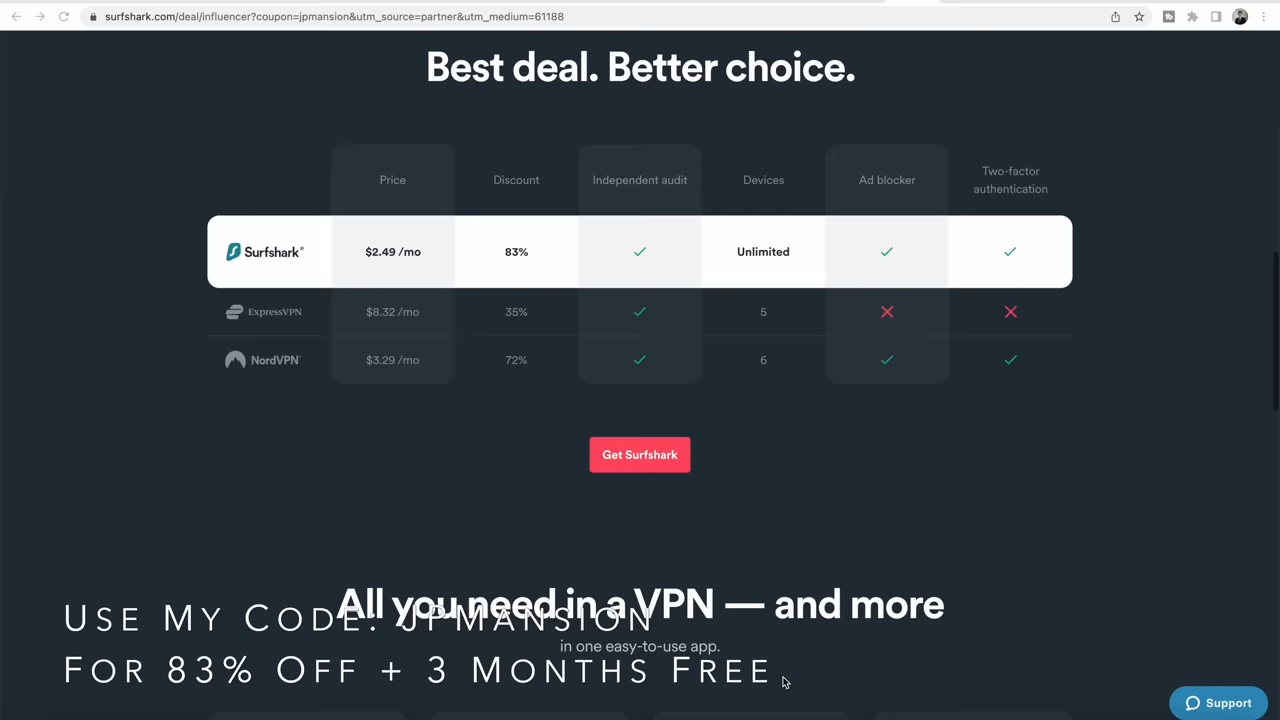 surfshark.com/deal/influencer?coupon=jpmansion&utm_source=partner&utm_medium=61188
Best deal. Better choice.
Price Discount Independent audit Devices Ad blocker Two-factor authentication
Surfshark® $2.49 /mo 83% Unlimited
ExpressVPN $8.32 /mo 35% 5
NordVPN® $3.29 /mo 72% 6
Get Surfshark
All you need in a VPN — and more
in one easy-to-use app.
Use My Code: JPMansion
For 83% Off + 3 Months Free
Support